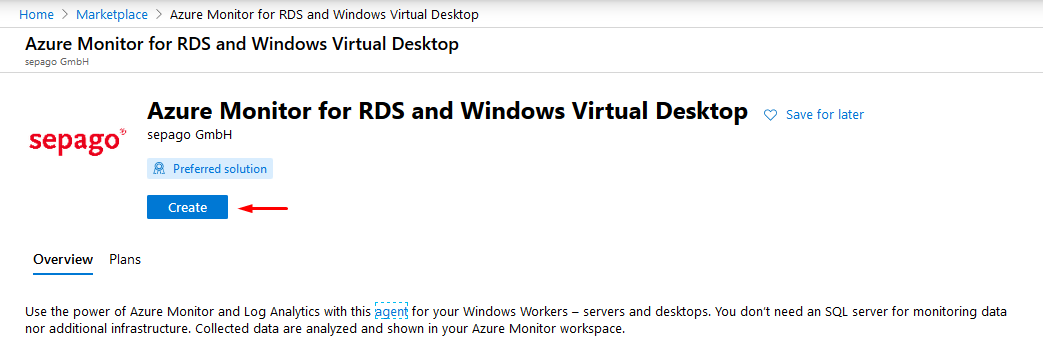 Home > Marketplace > Azure Monitor for RDS and Windows Virtual Desktop
Azure Monitor for RDS and Windows Virtual Desktop
sepago GmbH
Azure Monitor for RDS and Windows Virtual Desktop
Save for later
sepago®
sepago GmbH
Preferred solution
Create
Overview Plans
Use the power of Azure Monitor and Log Analytics with this agent for your Windows Workers – servers and desktops. You don't need an SQL server for monitoring data
nor additional infrastructure. Collected data are analyzed and shown in your Azure Monitor workspace.